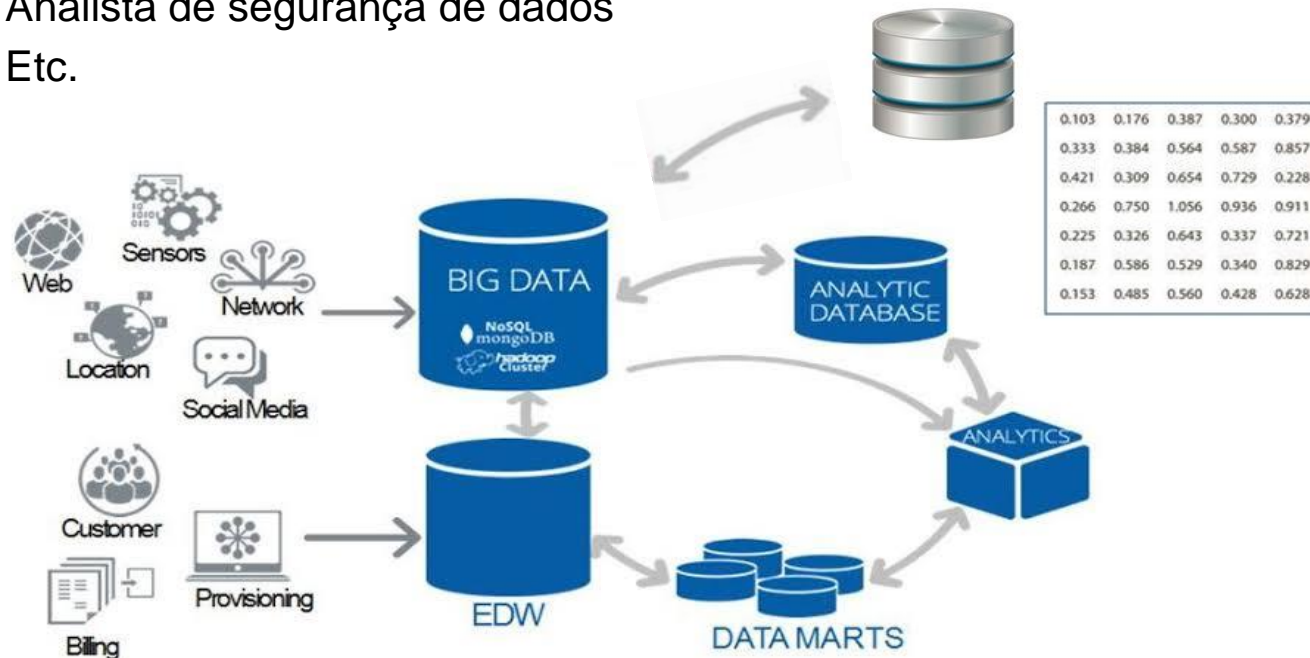 Analista de segurança de dados
Etc.
0.103 0.176 0.387 0.300 0.379
0.333 0.384 0.564 0.587 0.857
0.421 0.309 0.654 0.729 0.228
0.266 0.750 1.056 0.936 0.911
0.225 0.326 0.643 0.337 0.721
0.187 0.586 0.529 0.340 0.829
0.153 0.485 0.560 0.428 0.628
Web
Sensors
Network
Location
Social Media
BIG DATA
NoSQL
mongoDB
hadoop
Cluster
ANALYTIC
DATABASE
ANALYTICS
Customer
Provisioning
Billing
EDW
DATA MARTS